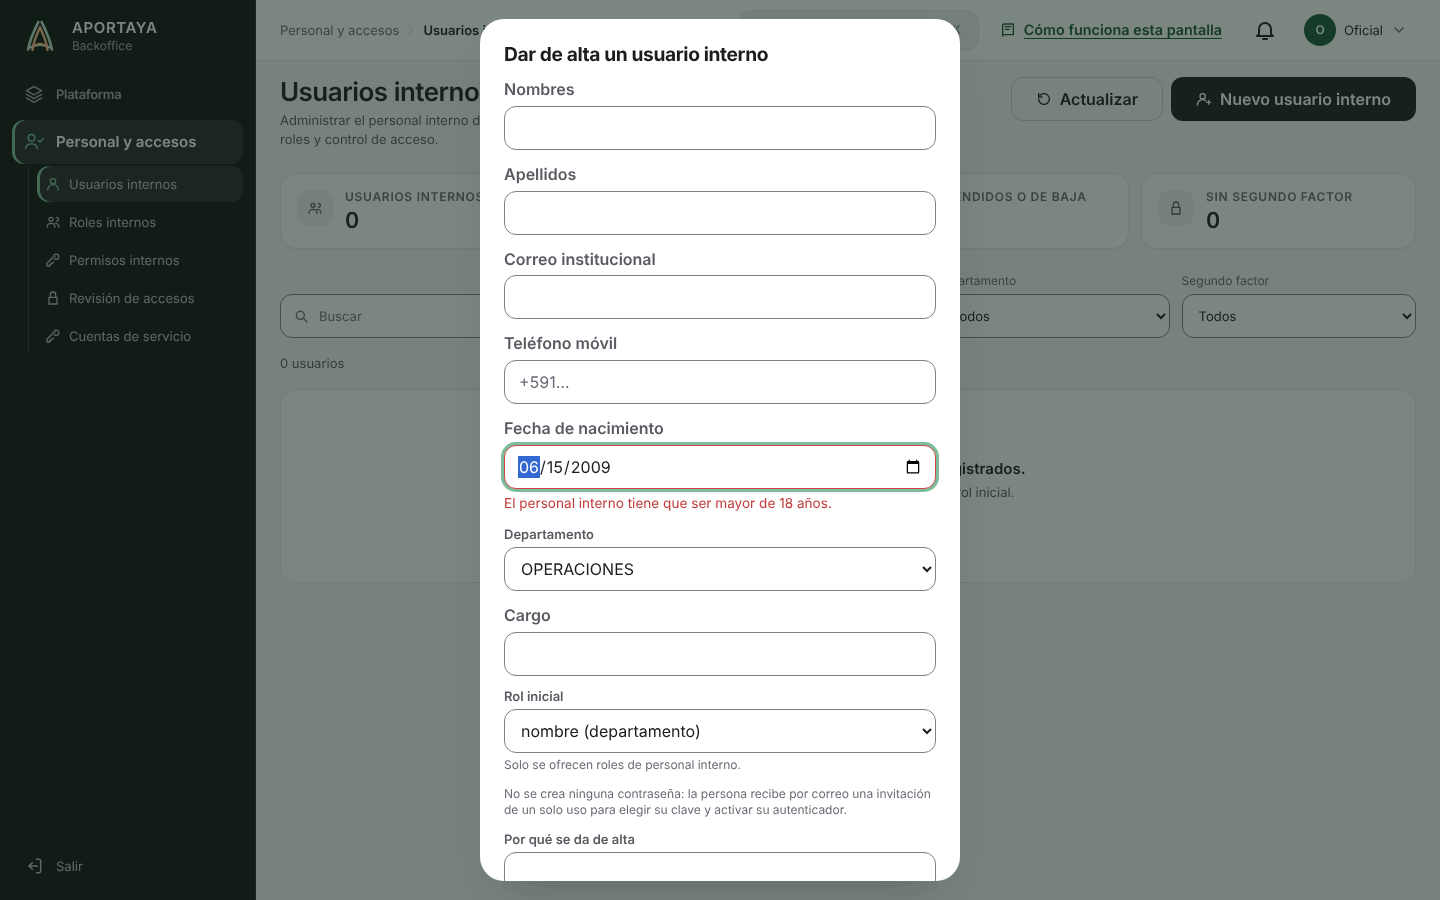 APORTAYA
Backoffice
Plataforma
Personal y accesos
Usuarios internos
Roles internos
Permisos internos
Revisión de accesos
Cuentas de servicio
Salir
Personal y accesos
Usuarios
Cómo funciona esta pantalla
O
Oficial
Usuarios interno
Administrar el personal interno d
roles y control de acceso.
Actualizar
Nuevo usuario interno
USUARIOS INTERNOS
0
NDIDOS O DE BAJA
SIN SEGUNDO FACTOR
0
Buscar
artamento
odos
Segundo factor
Todos
0 usuarios
istrados.
ol inicial.
Dar de alta un usuario interno
Nombres
Apellidos
Correo institucional
Teléfono móvil
+591...
Fecha de nacimiento
06/15/2009
El personal interno tiene que ser mayor de 18 años.
Departamento
OPERACIONES
Cargo
Rol inicial
nombre (departamento)
Solo se ofrecen roles de personal interno.
No se crea ninguna contraseña: la persona recibe por correo una invitación
de un solo uso para elegir su clave y activar su autenticador.
Por qué se da de alta